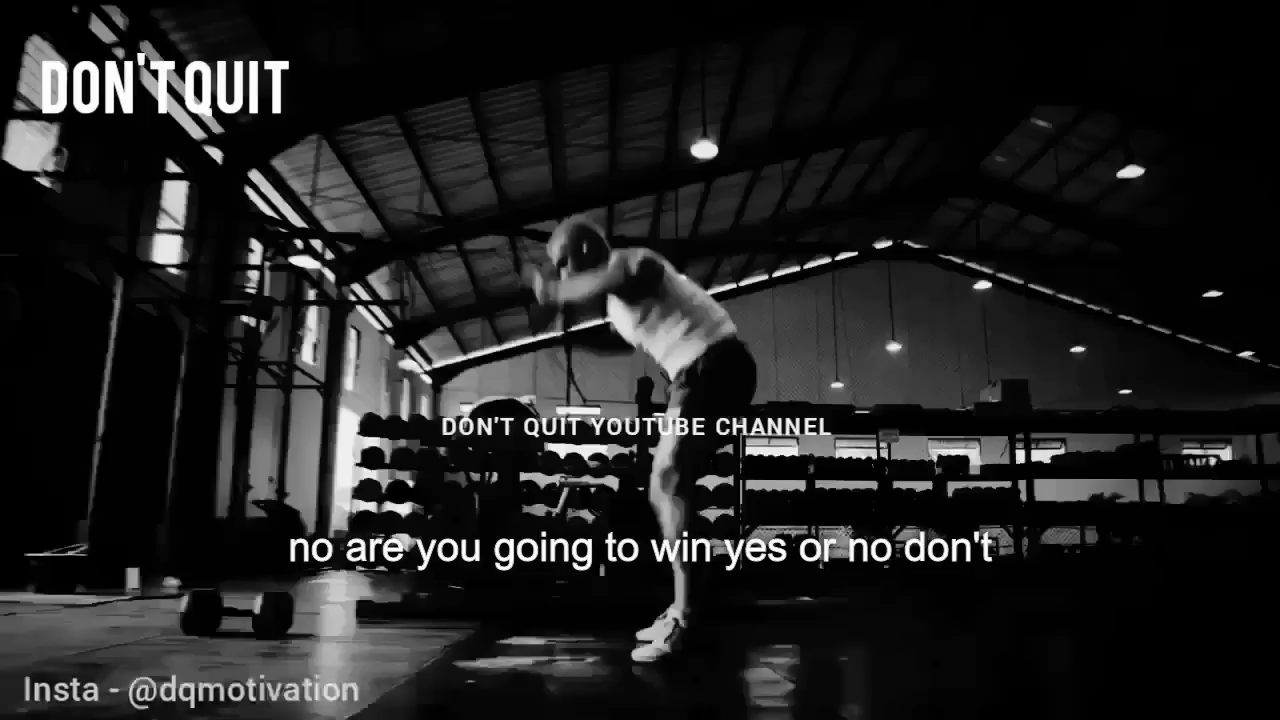 DON'T QUIT
DON'T QUIT YOUTUBE CHANNEL
no are you going to win yes or no don't
Insta - @dqmotivation